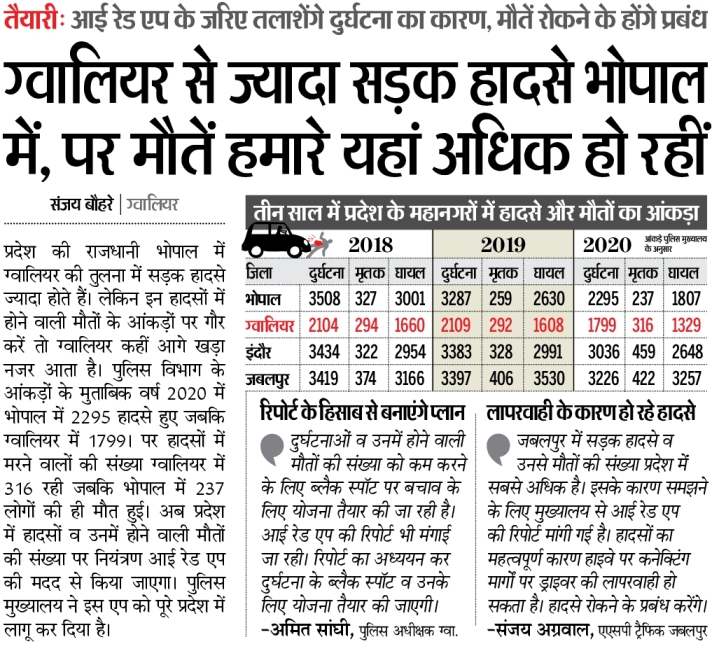 तैयारी: आई रेड एप के जरिए तलाशेंगे दुर्घटना का कारण, मौतें रोकने के होंगे प्रबंध
ग्वालियर से ज्यादा सड़क हादसे भोपाल
में, पर मौतें हमारे यहां अधिक हो रहीं
संजय बौहरे | ग्वालियर
प्रदेश की राजधानी भोपाल में
ग्वालियर की तुलना में सड़क हादसे
ज्यादा होते हैं। लेकिन इन हादसों में
होने वाली मौतों के आंकड़ों पर गौर
करें तो ग्वालियर कहीं आगे खड़ा
नजर आता है। पुलिस विभाग के
आंकड़ों के मुताबिक वर्ष 2020 में
भोपाल में 2295 हादसे हुए जबकि
ग्वालियर में 1799। पर हादसों में
मरने वालों की संख्या ग्वालियर में
316 रही जबकि भोपाल में 237
लोगों की ही मौत हुई। अब प्रदेश
में हादसों व उनमें होने वाली मौतों
की संख्या पर नियंत्रण आई रेड एप
की मदद से किया जाएगा। पुलिस
मुख्यालय ने इस एप को पूरे प्रदेश में
लागू कर दिया है।
तीन साल में प्रदेश के महानगरों में हादसे और मौतों का आंकड़ा
2018 2019 2020 आंकड़े पुलिस मुख्यालय
के अनुसार
जिला दुर्घटना मृतक घायल दुर्घटना मृतक घायल दुर्घटना मृतक घायल
भोपाल 3508 327 3001 3287 259 2630 2295 237 1807
ग्वालियर 2104 294 1660 2109 292 1608 1799 316 1329
इंदौर 3434 322 2954 3383 328 2991 3036 459 2648
जबलपुर 3419 374 3166 3397 406 3530 3226 422 3257
रिपोर्ट के हिसाब से बनाएंगे प्लान
दुर्घटनाओं व उनमें होने वाली
मौतों की संख्या को कम करने
के लिए ब्लैक स्पॉट पर बचाव के
लिए योजना तैयार की जा रही है।
आई रेड एप की रिपोर्ट भी मंगाई
जा रही। रिपोर्ट का अध्ययन कर
दुर्घटना के ब्लैक स्पॉट व उनके
लिए योजना तैयार की जाएगी।
-अमित सांघी, पुलिस अधीक्षक ग्वा.
लापरवाही के कारण हो रहे हादसे
जबलपुर में सड़क हादसे व
उनसे मौतों की संख्या प्रदेश में
सबसे अधिक है। इसके कारण समझने
के लिए मुख्यालय से आई रेड एप
की रिपोर्ट मांगी गई है। हादसों का
महत्वपूर्ण कारण हाइवे पर कनेक्टिंग
मार्गों पर ड्राइवर की लापरवाही हो
सकता है। हादसे रोकने के प्रबंध करेंगे।
-संजय अग्रवाल, एएसपी ट्रैफिक जबलपुर